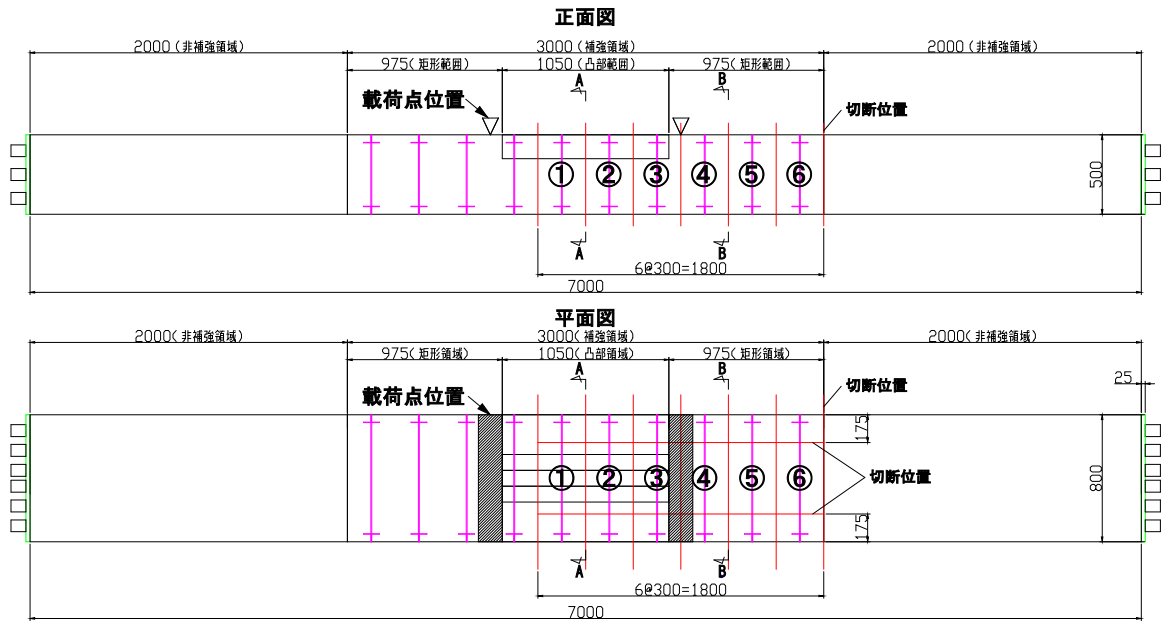 正面図
2000(非補強領域)
3000(補強領域)
2000(非補強領域)
975(矩形範囲)
1050(凸部範囲)
975(矩形範囲)
A
B
載荷点位置
切断位置
① ② ③ ④ ⑤ ⑥
500
A
B
6@300=1800
7000
平面図
2000(非補強領域)
3000(補強領域)
2000(非補強領域)
975(矩形領域)
1050(凸部領域)
975(矩形領域)
A
B
25
載荷点位置
切断位置
175
① ② ③ ④ ⑤ ⑥
切断位置
800
175
A
B
6@300=1800
7000